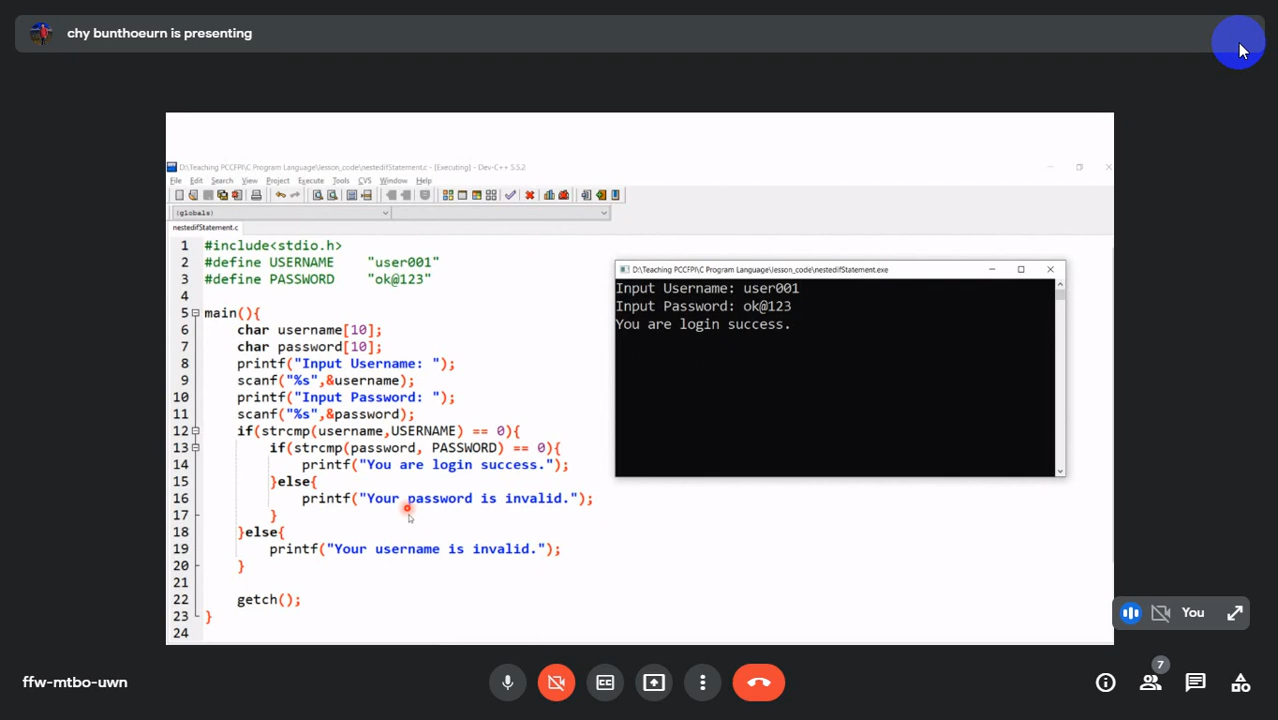 chy bunthoeurn is presenting
D:\Teaching PCCFPI\C Program Language\lesson_code\nestedifStatement.c - [Executing] - Dev-C++ 5.5.2
File Edit Search View Project Execute Tools CVS Window Help
(globals)
nestedifStatement.c
1 #include<stdio.h>
2 #define USERNAME "user001"
3 #define PASSWORD "ok@123"
4
5 main(){
6 char username[10];
7 char password[10];
8 printf("Input Username: ");
9 scanf("%s",&username);
10 printf("Input Password: ");
11 scanf("%s",&password);
12 if(strcmp(username,USERNAME) == 0){
13 if(strcmp(password, PASSWORD) == 0){
14 printf("You are login success.");
15 }else{
16 printf("Your password is invalid.");
17 }
18 }else{
19 printf("Your username is invalid.");
20 }
21
22 getch();
23 }
24
D:\Teaching PCCFPI\C Program Language\lesson_code\nestedifStatement.exe
Input Username: user001
Input Password: ok@123
You are login success.
You
ffw-mtbo-uwn
CC
7